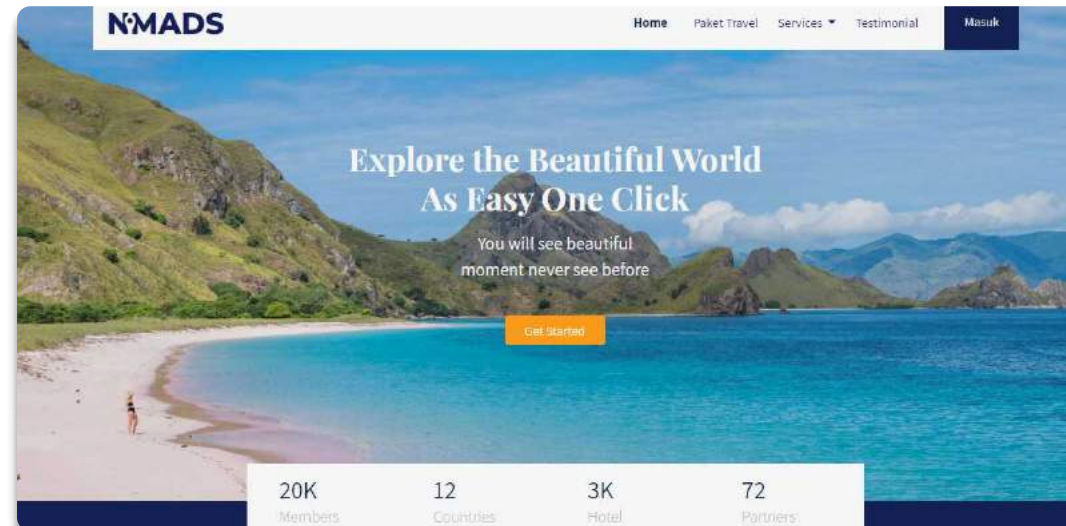 NOMADS
Home Paket Travel Services Testimonial Masuk
Explore the Beautiful World
As Easy One Click
You will see beautiful
moment never see before
Get Started
20K 12 3K 72
Members Countries Hotel Partners